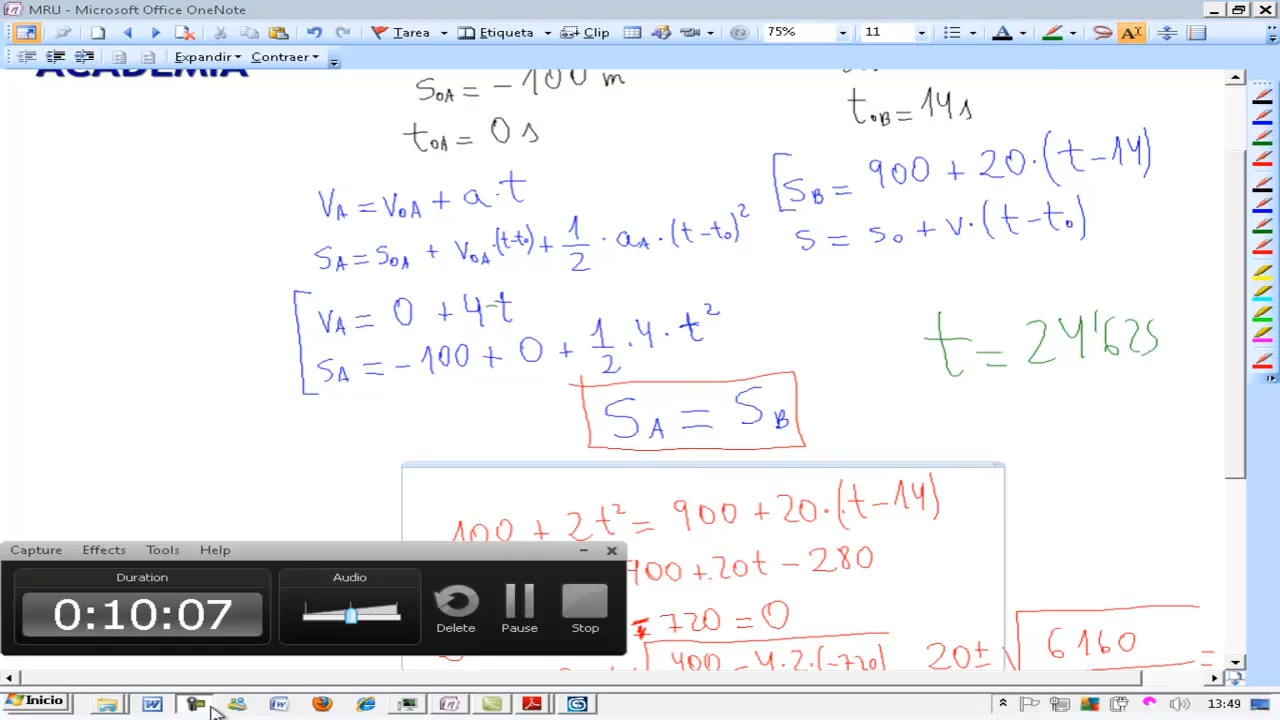 MRU - Microsoft Office OneNote
Tarea Etiqueta Clip 75% 11
Expandir Contraer
ACADEMIA
S₀A = -100 m
t₀A = 0 s
t₀B = 14 s
VA = V₀A + a · t
SA = S₀A + V₀A·(t-t₀) + 1/2 · aA · (t-t₀)²
SB = 900 + 20·(t-14)
s = s₀ + v·(t-t₀)
VA = 0 + 4·t
SA = -100 + 0 + 1/2 · 4 · t²
t = 24'62s
SA = SB
100 + 2t² = 900 + 20·(t-14)
900 + 20t - 280
- 720 = 0
400 - 4·2·(-720)
20 ± √6160 =
Capture Effects Tools Help
Duration
0:10:07
Audio
Delete Pause Stop
Inicio
13:49